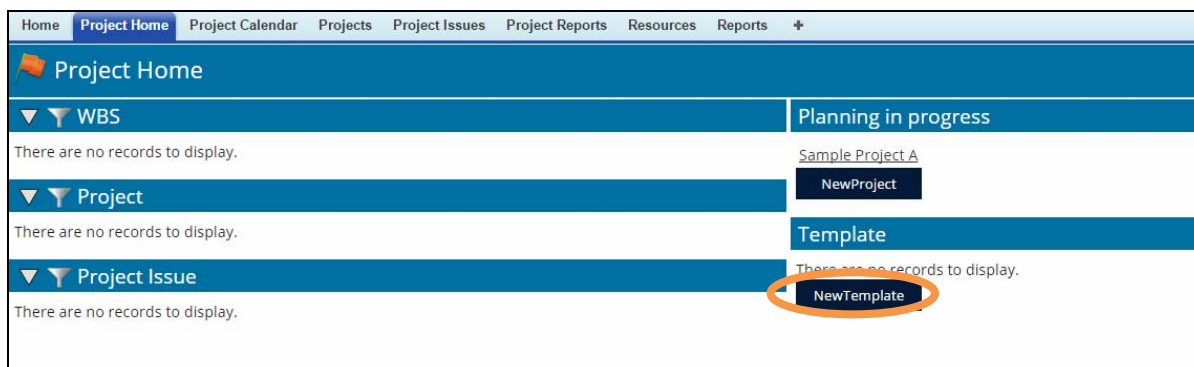 Home Project Home Project Calendar Projects Project Issues Project Reports Resources Reports +
Project Home
WBS
There are no records to display.
Project
There are no records to display.
Project Issue
There are no records to display.
Planning in progress
Sample Project A
NewProject
Template
There are no records to display.
NewTemplate